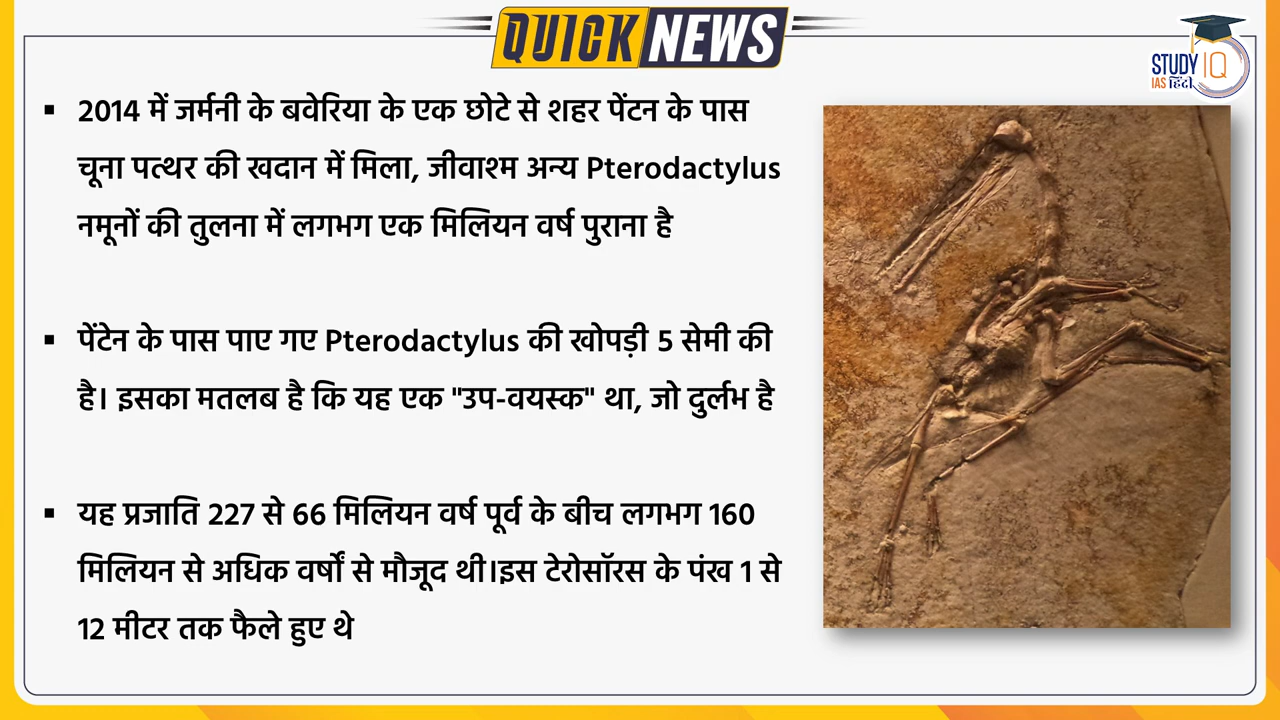 QUICK NEWS
STUDY IQ
IAS हिंदी
▪ 2014 में जर्मनी के बवेरिया के एक छोटे से शहर पेंटन के पास
चूना पत्थर की खदान में मिला, जीवाश्म अन्य Pterodactylus
नमूनों की तुलना में लगभग एक मिलियन वर्ष पुराना है
▪ पेंटेन के पास पाए गए Pterodactylus की खोपड़ी 5 सेमी की
है। इसका मतलब है कि यह एक "उप-वयस्क" था, जो दुर्लभ है
▪ यह प्रजाति 227 से 66 मिलियन वर्ष पूर्व के बीच लगभग 160
मिलियन से अधिक वर्षों से मौजूद थी।इस टेरोसॉरस के पंख 1 से
12 मीटर तक फैले हुए थे